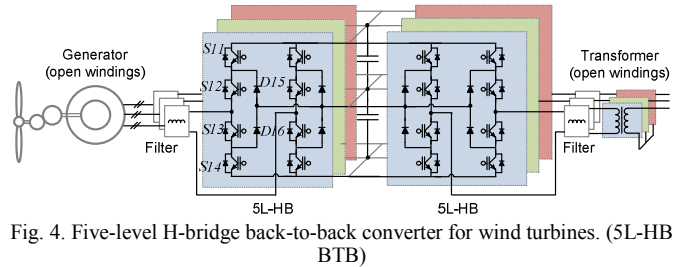 Generator
(open windings)
Filter
S11
S12
S13
S14
D15
D16
5L-HB
5L-HB
Transformer
(open windings)
Filter
Fig. 4. Five-level H-bridge back-to-back converter for wind turbines. (5L-HB
BTB)